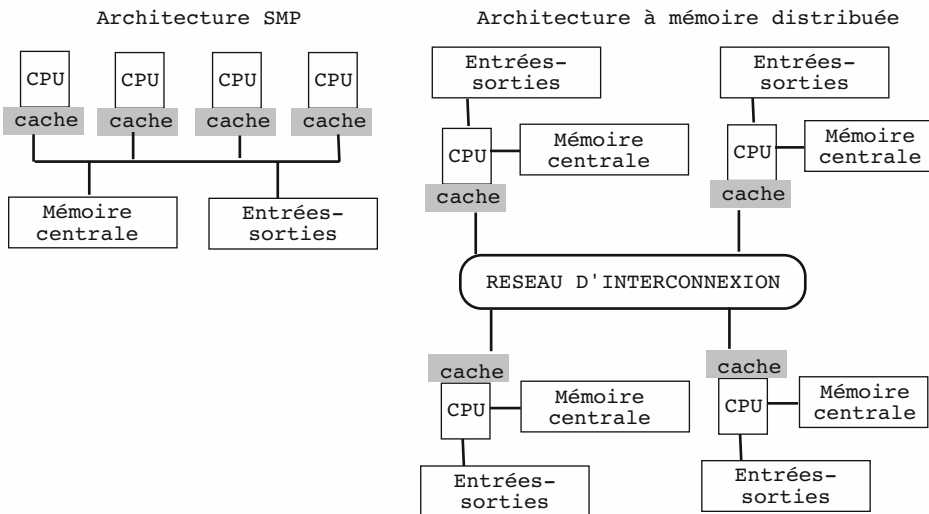 Architecture SMP
CPU
CPU
CPU
CPU
cache
cache
cache
cache
Mémoire
centrale
Entrées-
sorties
Architecture à mémoire distribuée
Entrées-
sorties
CPU
Mémoire
centrale
cache
Entrées-
sorties
CPU
Mémoire
centrale
cache
RESEAU D'INTERCONNEXION
cache
CPU
Mémoire
centrale
Entrées-
sorties
cache
CPU
Mémoire
centrale
Entrées-
sorties